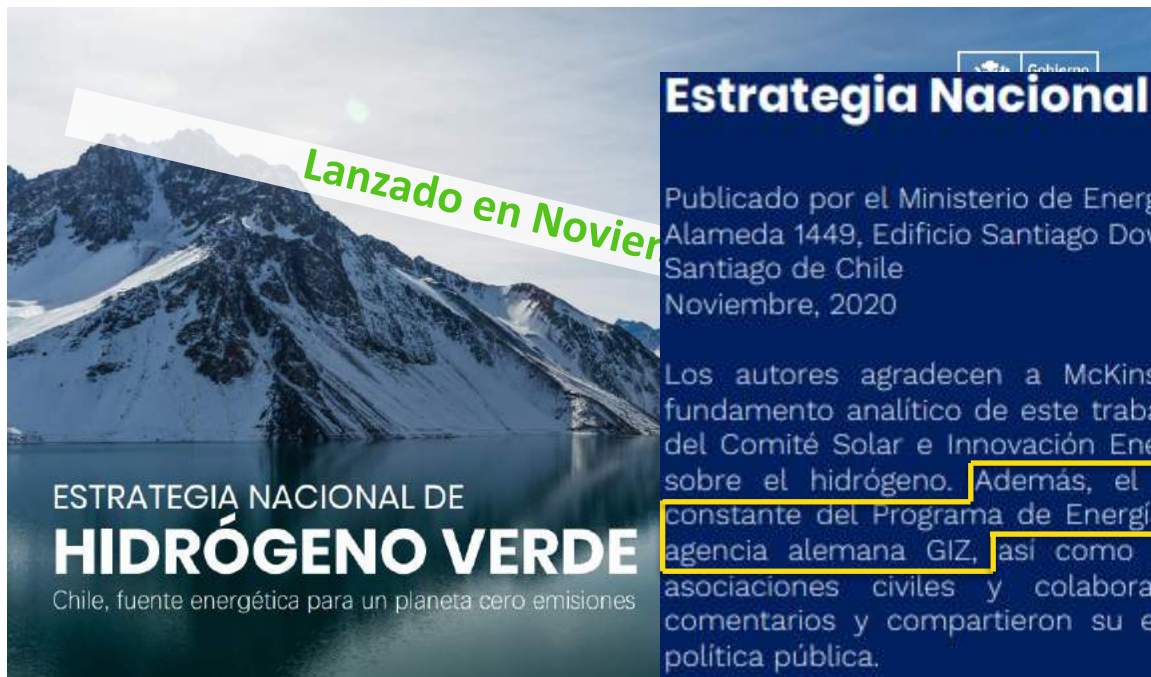 Gobierno
Lanzado en Novie
ESTRATEGIA NACIONAL DE
HIDRÓGENO VERDE
Chile, fuente energética para un planeta cero emisiones
Estrategia Nacional
Publicado por el Ministerio de Energ
Alameda 1449, Edificio Santiago Do
Santiago de Chile
Noviembre, 2020
Los autores agradecen a McKins
fundamento analítico de este traba
del Comité Solar e Innovación Ene
sobre el hidrógeno. Además, el
constante del Programa de Energí
agencia alemana GIZ, así como
asociaciones civiles y colabora
comentarios y compartieron su e
política pública.